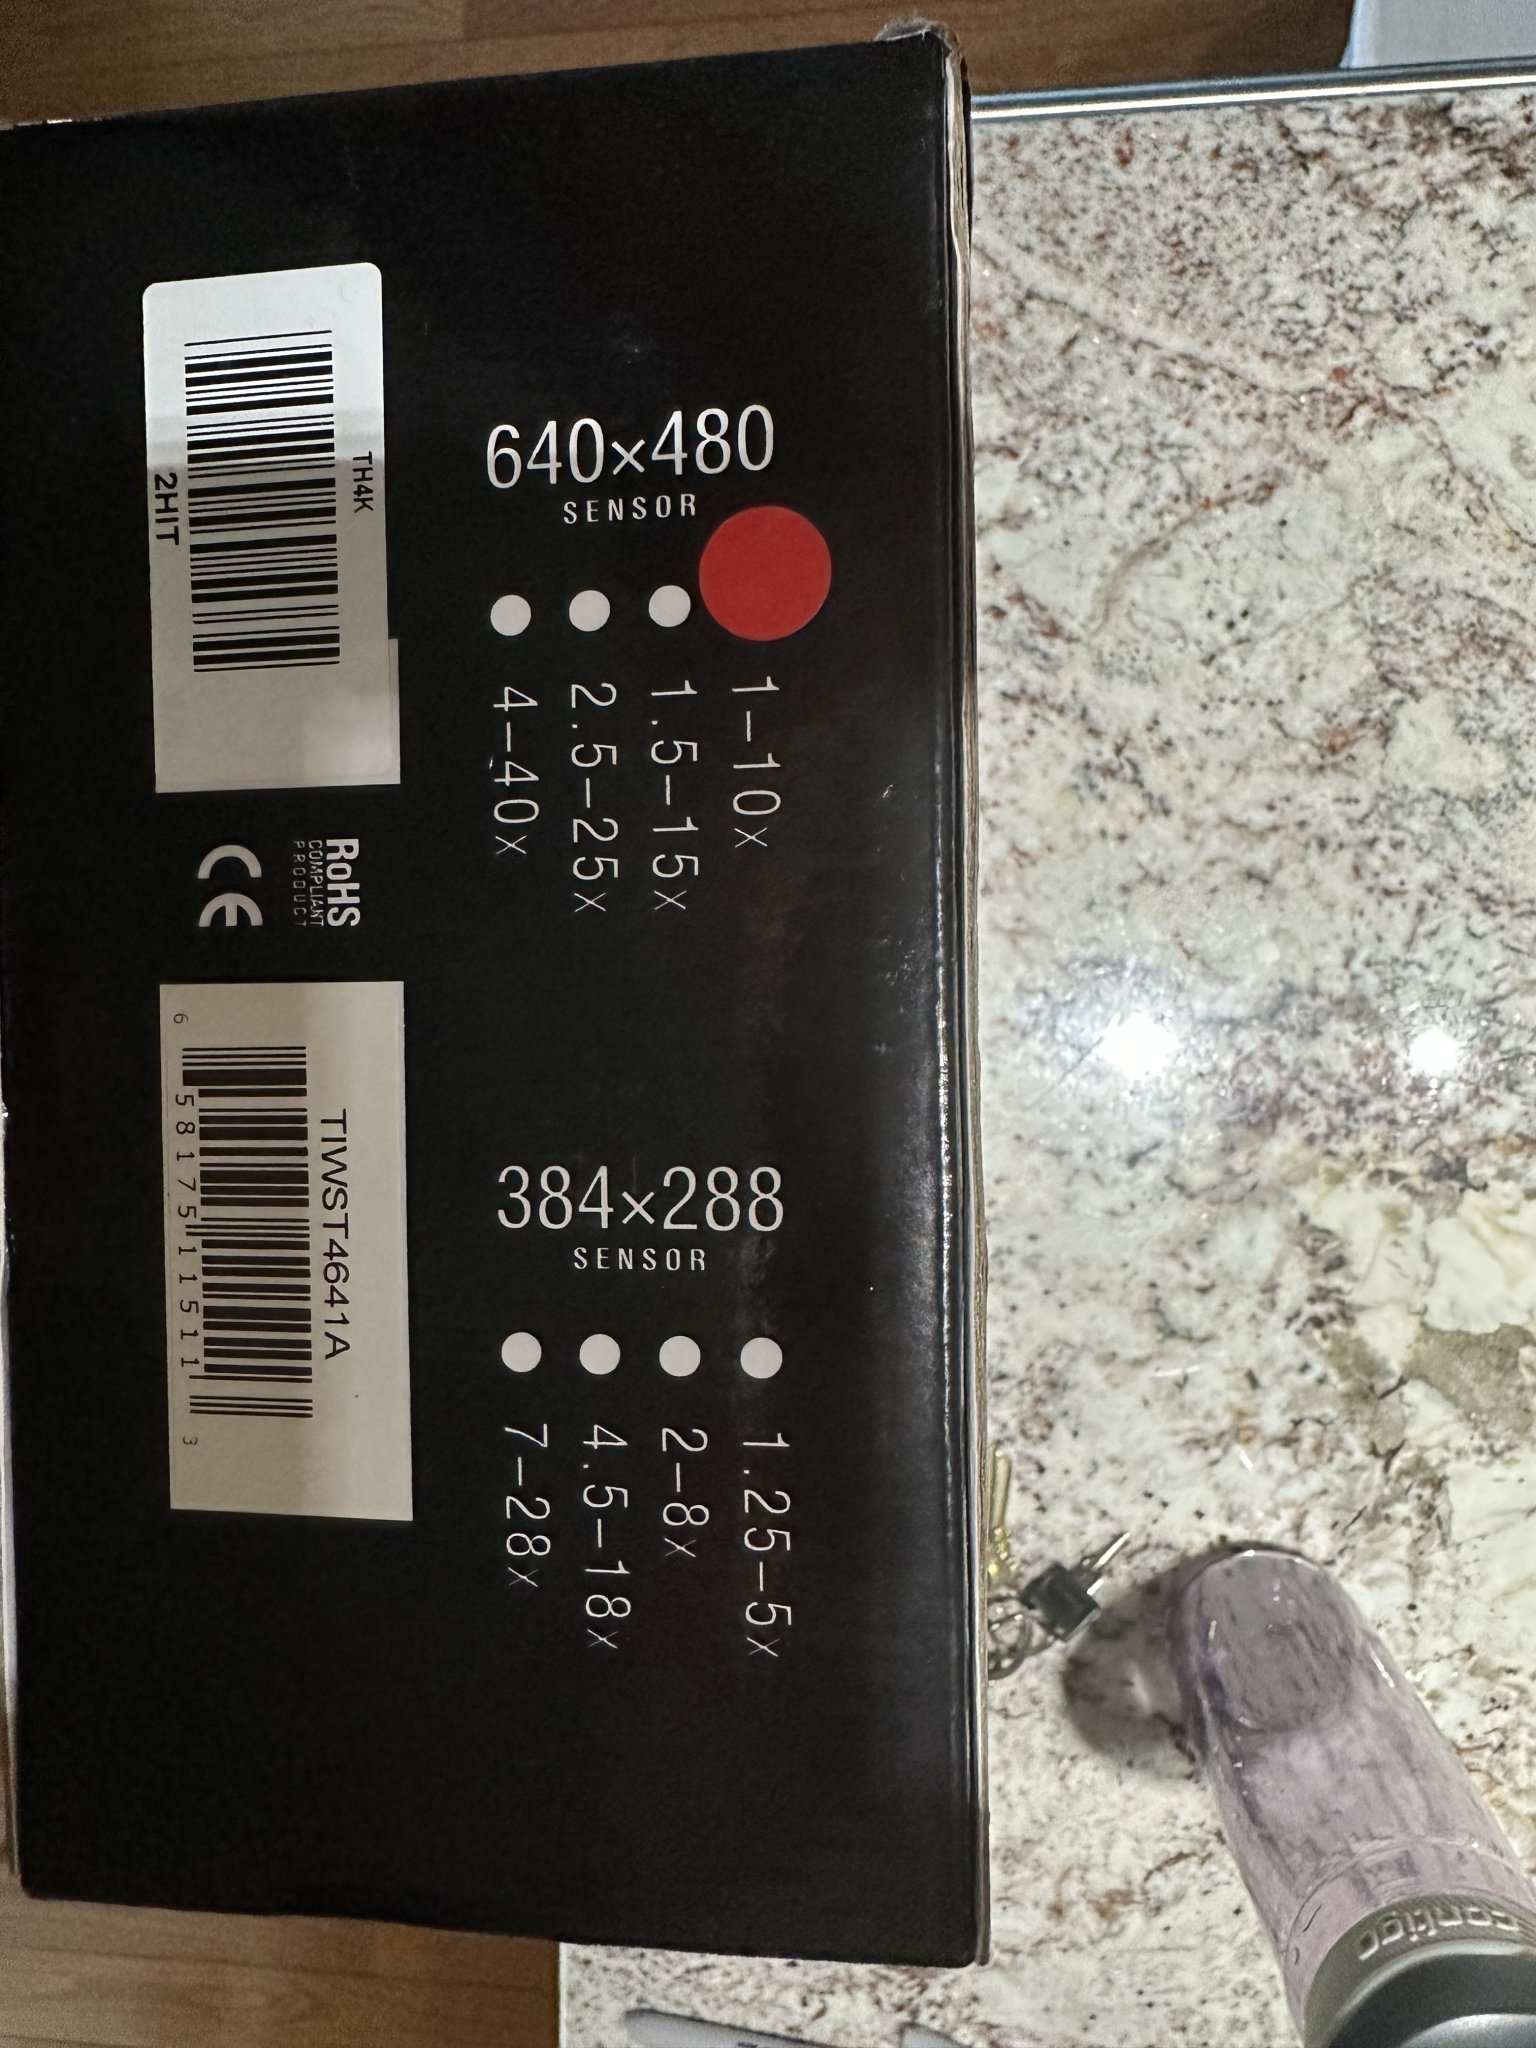 640×480
SENSOR
1–10x
1.5–15x
2.5–25x
4–40x
384×288
SENSOR
1.25–5x
2–8x
4.5–18x
7–28x
TH4K
2HIT
RoHS
COMPLIANT
PRODUCT
CE
TIWST4641A
6 58175 11511 3
contigo